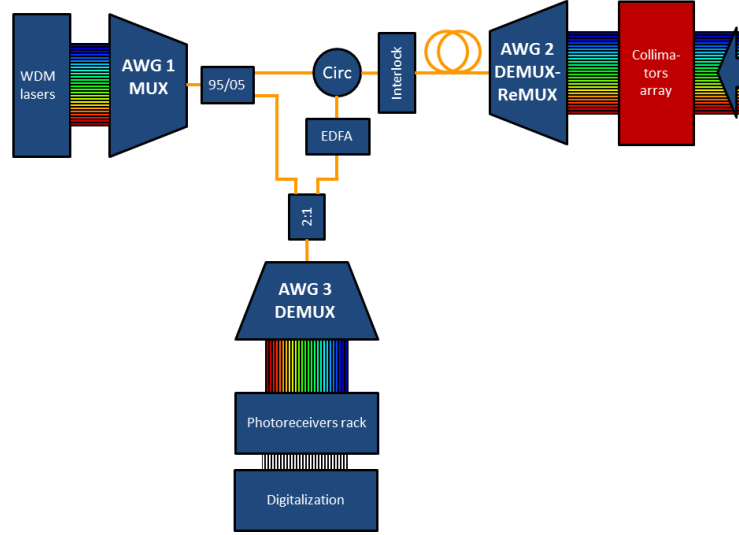 WDM
lasers
AWG 1
MUX
95/05
Circ
EDFA
Interlock
AWG 2
DEMUX-
ReMUX
Collima-
tors
array
2:1
AWG 3
DEMUX
Photoreceivers rack
Digitalization